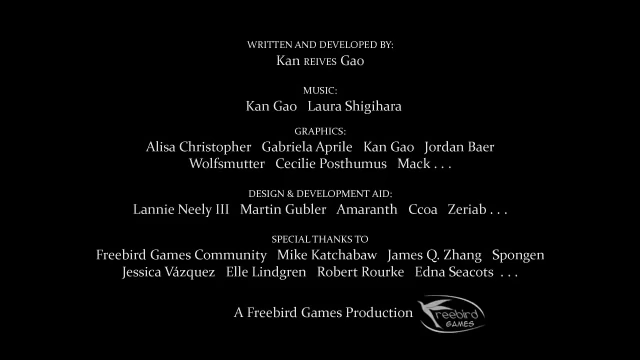 WRITTEN AND DEVELOPED BY:
Kan REIVES Gao
MUSIC:
Kan Gao Laura Shigihara
GRAPHICS:
Alisa Christopher Gabriela Aprile Kan Gao Jordan Baer
Wolfsmutter Cecilie Posthumus Mack . . .
DESIGN & DEVELOPMENT AID:
Lannie Neely III Martin Gubler Amaranth Ccoa Zeriab . . .
SPECIAL THANKS TO
Freebird Games Community Mike Katchabaw James Q. Zhang Spongen
Jessica Vázquez Elle Lindgren Robert Rourke Edna Seacots . . .
A Freebird Games Production
Freebird
GAMES